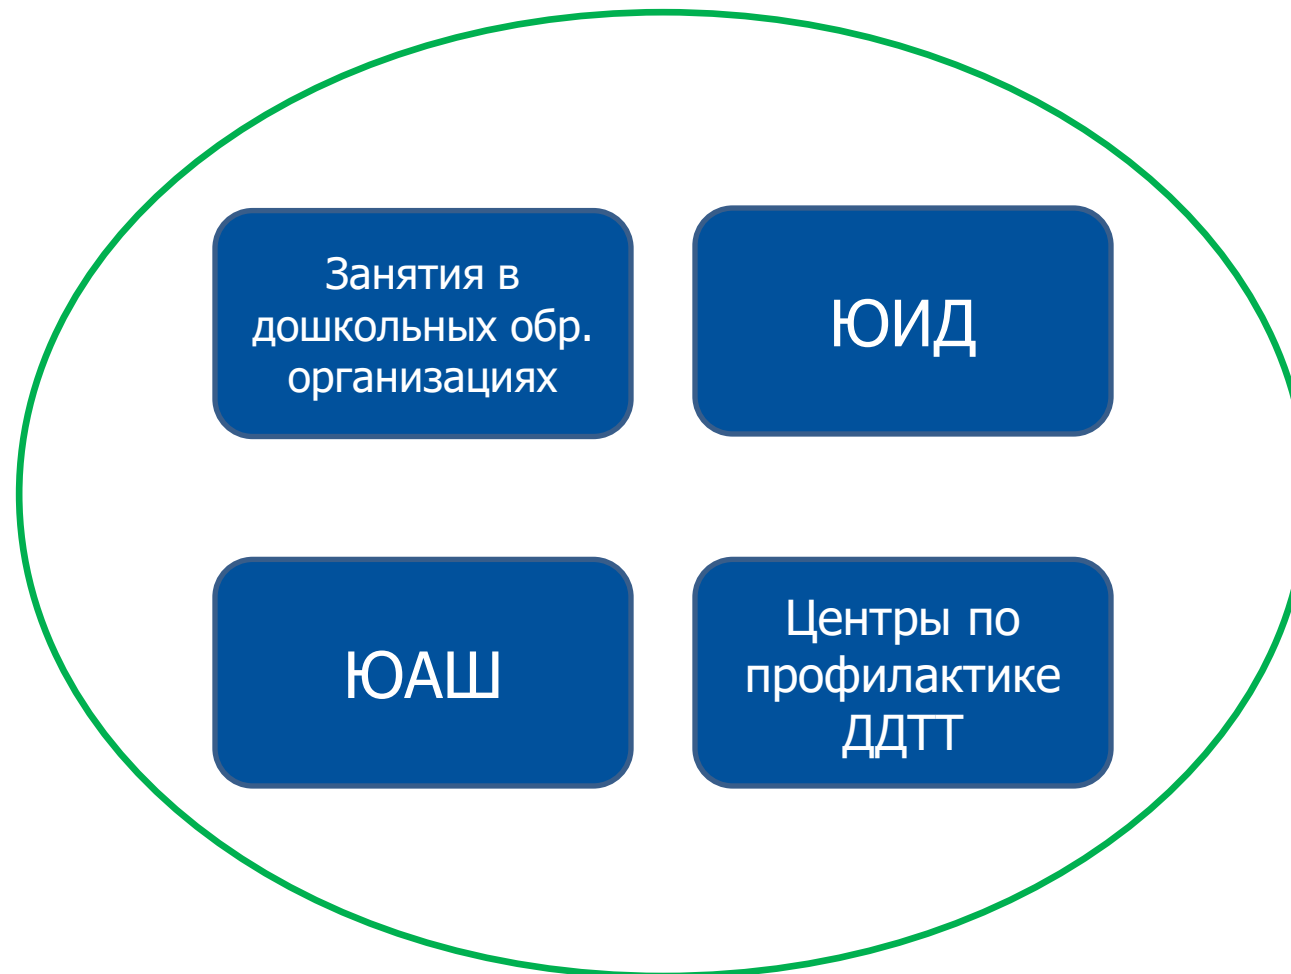 Занятия в
дошкольных обр.
организациях
ЮИД
ЮАШ
Центры по
профилактике
ДДТТ